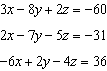 3x − 8y + 2z = −60
2x − 7y − 5z = −31
−6x + 2y − 4z = 36